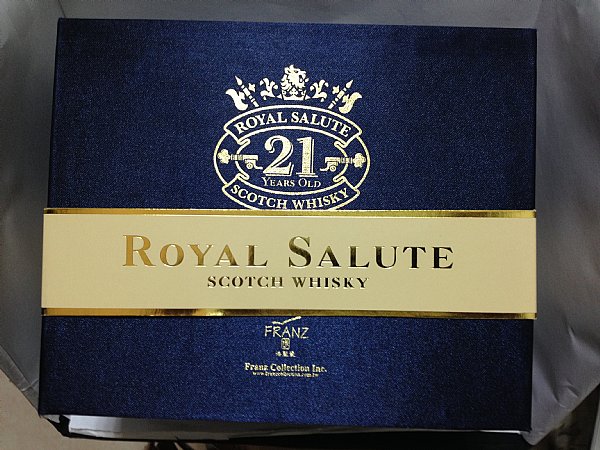 ROYAL SALUTE
21
YEARS OLD
SCOTCH WHISKY
ROYAL SALUTE
SCOTCH WHISKY
FRANZ
Franz Collection Inc.